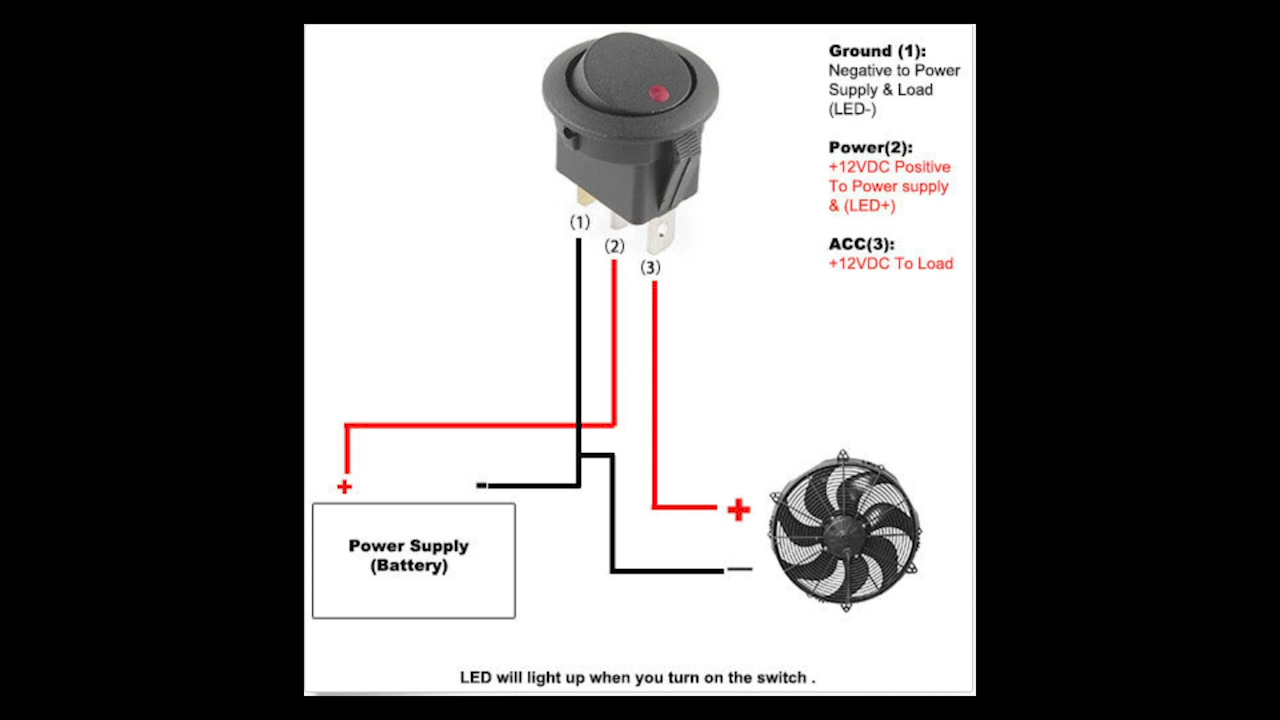 Ground (1):
Negative to Power
Supply & Load
(LED-)
Power(2):
+12VDC Positive
To Power supply
& (LED+)
ACC(3):
+12VDC To Load
(1)
(2)
(3)
+
-
+
—
Power Supply
(Battery)
LED will light up when you turn on the switch .